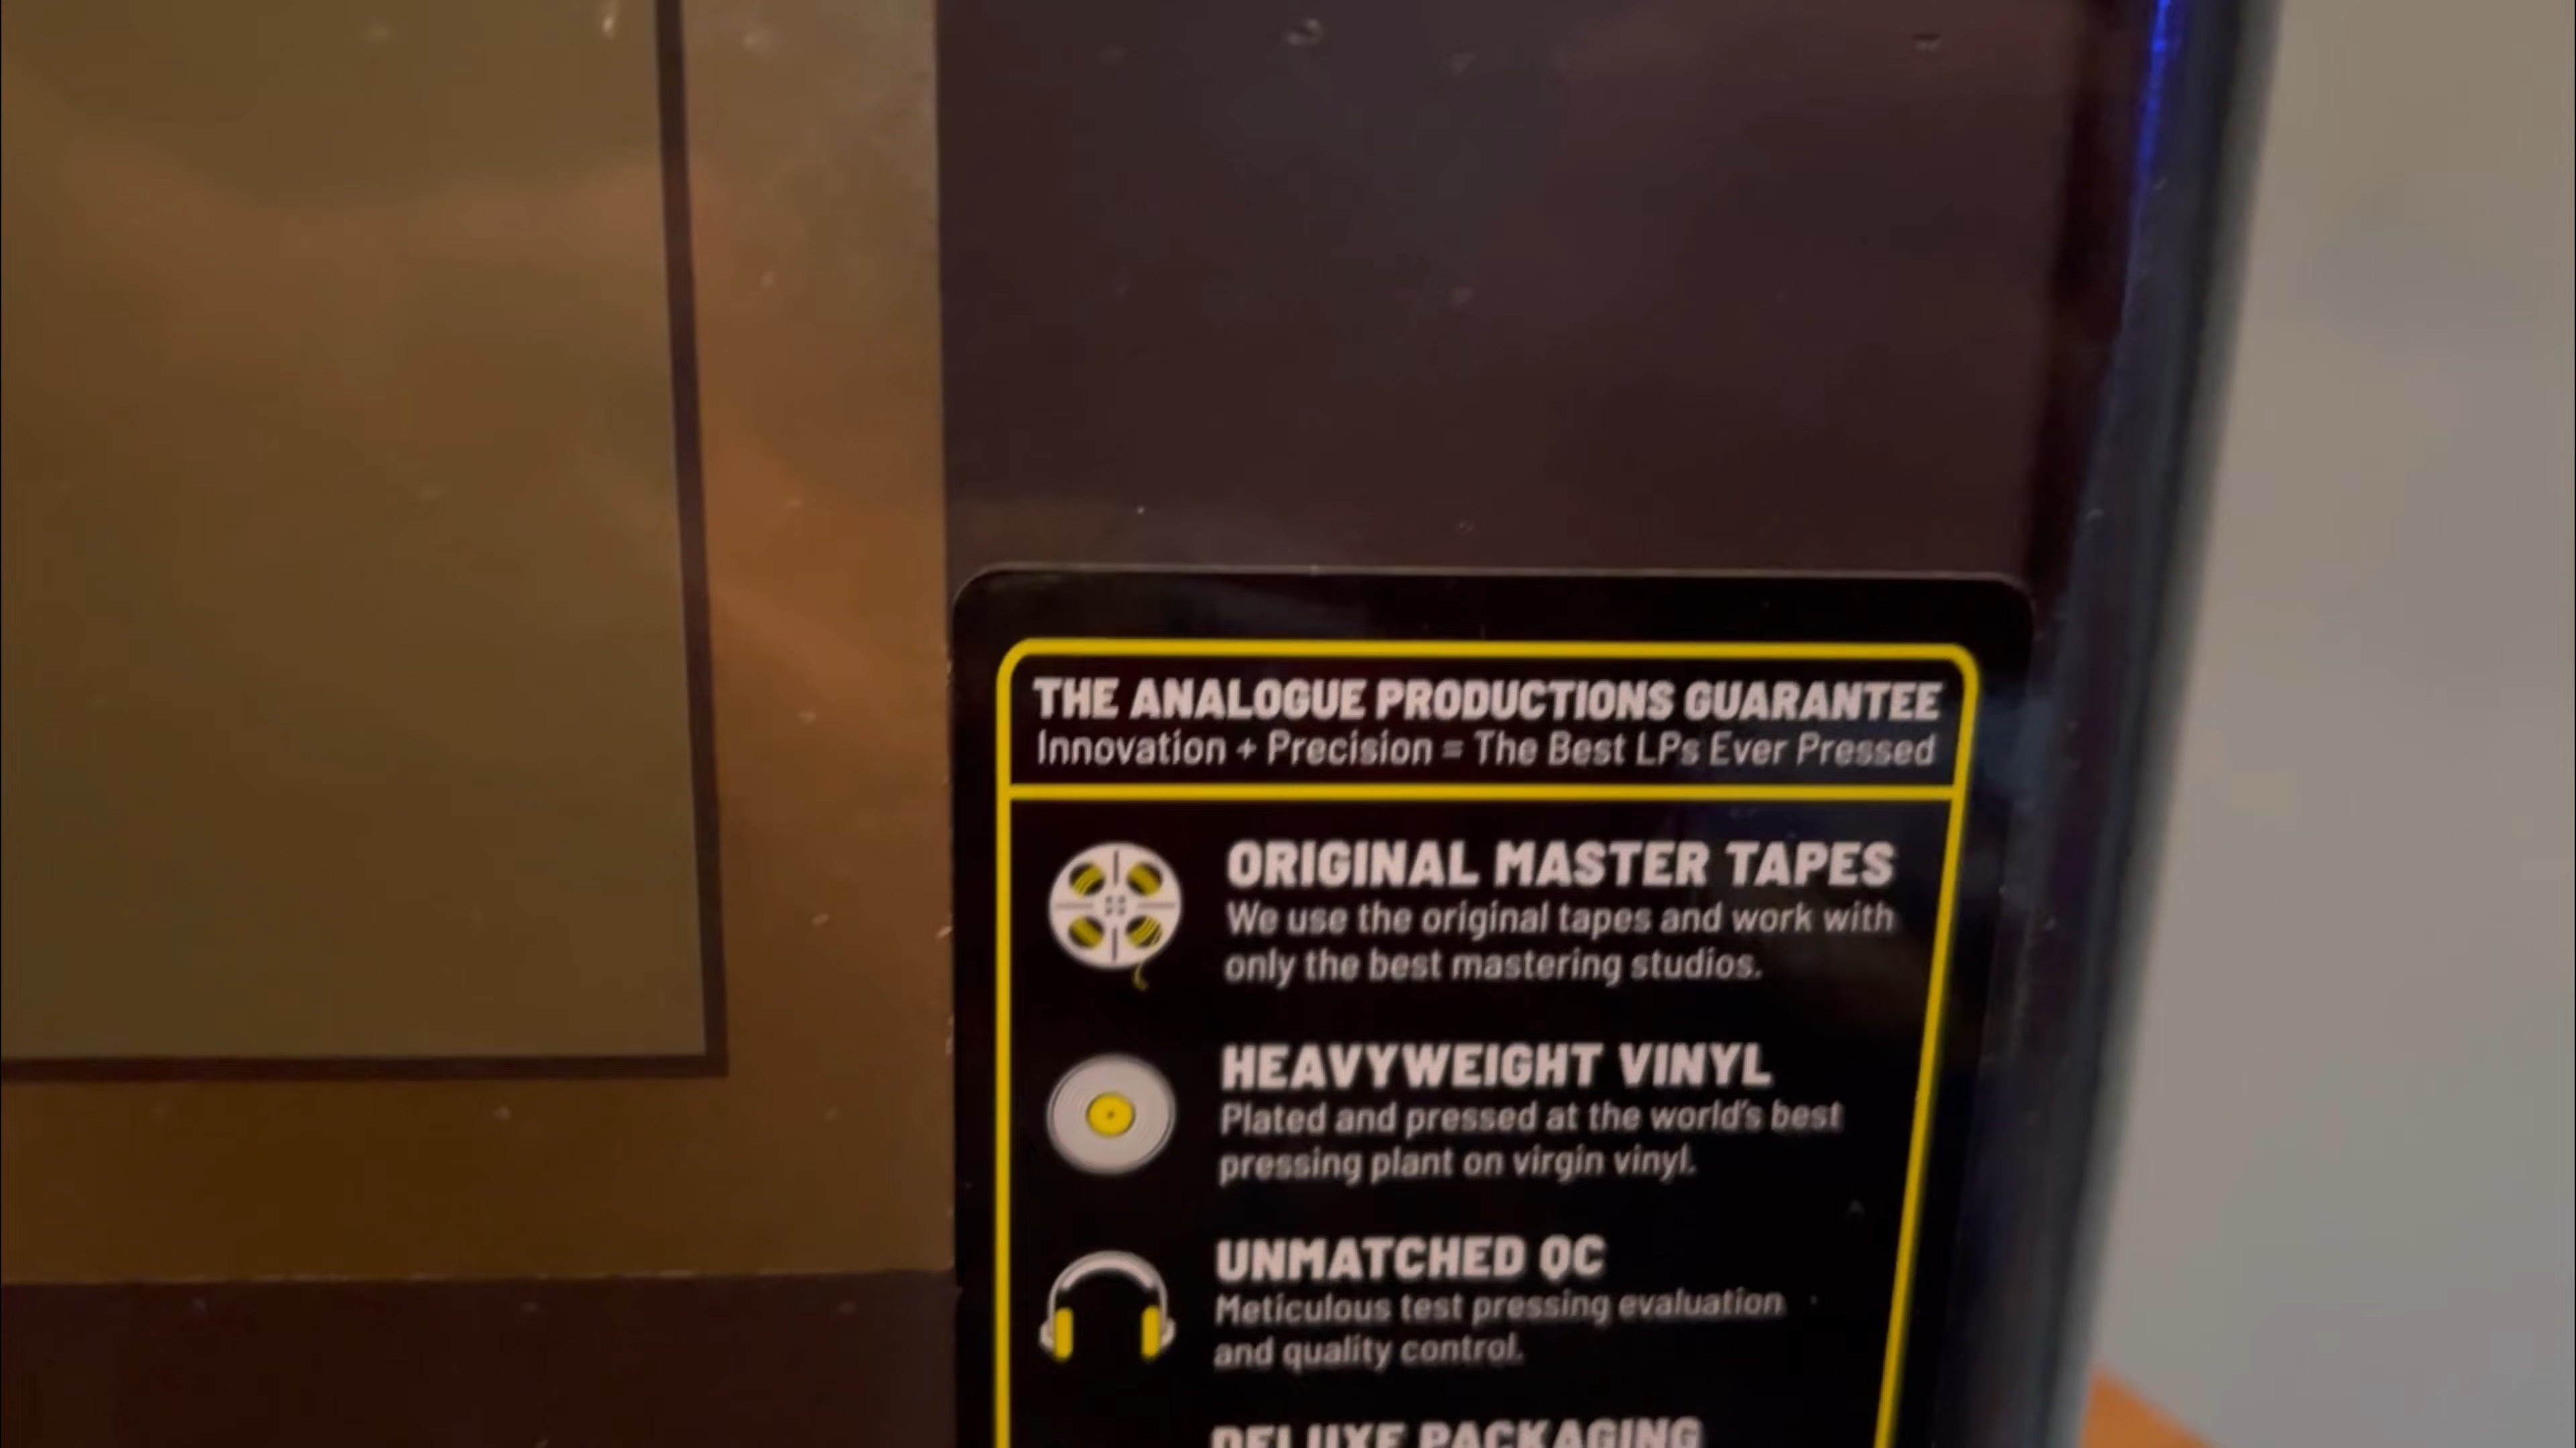 THE ANALOGUE PRODUCTIONS GUARANTEE
Innovation + Precision = The Best LPs Ever Pressed
ORIGINAL MASTER TAPES
We use the original tapes and work with
only the best mastering studios.
HEAVYWEIGHT VINYL
Plated and pressed at the world's best
pressing plant on virgin vinyl.
UNMATCHED QC
Meticulous test pressing evaluation
and quality control.
DELUXE PACKAGING